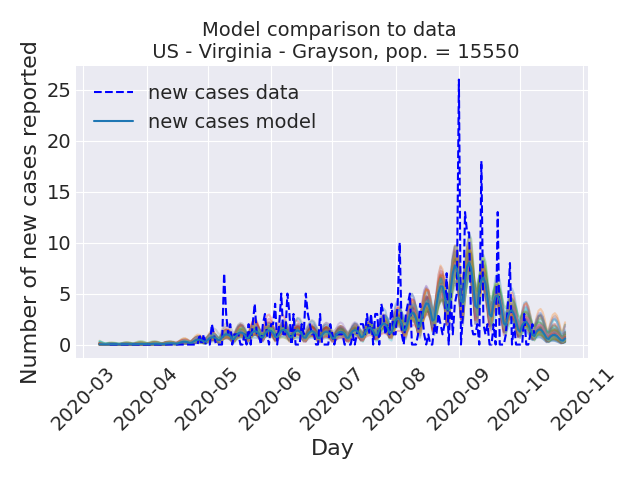 Model comparison to data
US - Virginia - Grayson, pop. = 15550
Number of new cases reported
25
20
15
10
5
0
new cases data
new cases model
2020-03
2020-04
2020-05
2020-06
2020-07
2020-08
2020-09
2020-10
2020-11
Day